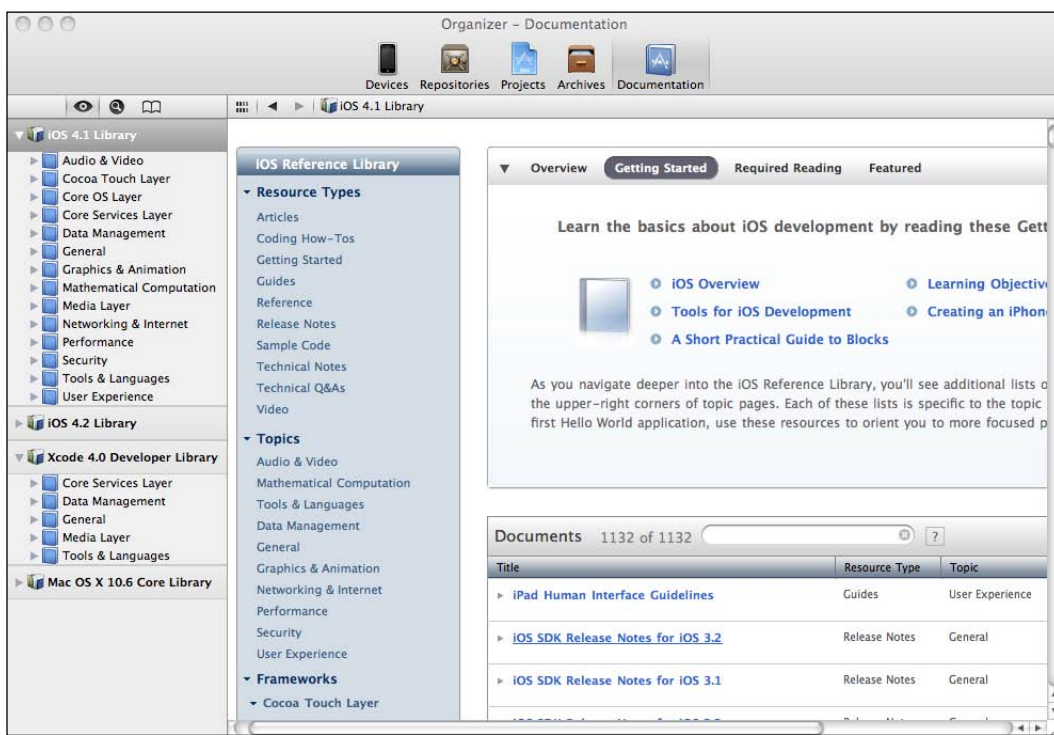 Organizer – Documentation
Devices Repositories Projects Archives Documentation
iOS 4.1 Library
iOS 4.1 Library
Audio & Video
Cocoa Touch Layer
Core OS Layer
Core Services Layer
Data Management
General
Graphics & Animation
Mathematical Computation
Media Layer
Networking & Internet
Performance
Security
Tools & Languages
User Experience
iOS 4.2 Library
Xcode 4.0 Developer Library
Core Services Layer
Data Management
General
Media Layer
Tools & Languages
Mac OS X 10.6 Core Library
iOS Reference Library
Resource Types
Articles
Coding How-Tos
Getting Started
Guides
Reference
Release Notes
Sample Code
Technical Notes
Technical Q&As
Video
Topics
Audio & Video
Mathematical Computation
Tools & Languages
Data Management
General
Graphics & Animation
Networking & Internet
Performance
Security
User Experience
Frameworks
Cocoa Touch Layer
Overview Getting Started Required Reading Featured
Learn the basics about iOS development by reading these Gett
iOS Overview Learning Objectiv
Tools for iOS Development Creating an iPhon
A Short Practical Guide to Blocks
As you navigate deeper into the iOS Reference Library, you'll see additional lists o
the upper-right corners of topic pages. Each of these lists is specific to the topic
first Hello World application, use these resources to orient you to more focused p
Documents 1132 of 1132 ?
Title Resource Type Topic
iPad Human Interface Guidelines Guides User Experience
iOS SDK Release Notes for iOS 3.2 Release Notes General
iOS SDK Release Notes for iOS 3.1 Release Notes General